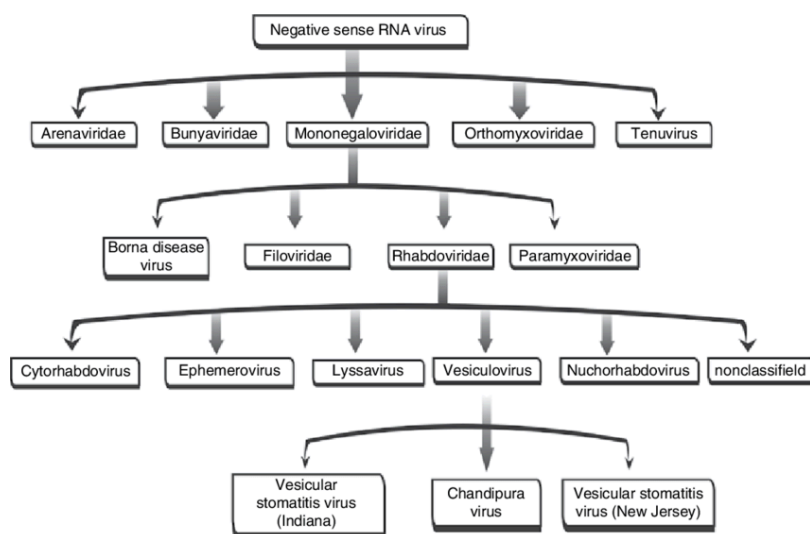 Negative sense RNA virus
Arenaviridae
Bunyaviridae
Mononegaloviridae
Orthomyxoviridae
Tenuvirus
Borna disease
virus
Filoviridae
Rhabdoviridae
Paramyxoviridae
Cytorhabdovirus
Ephemerovirus
Lyssavirus
Vesiculovirus
Nuchorhabdovirus
nonclassifield
Vesicular
stomatitis virus
(Indiana)
Chandipura
virus
Vesicular stomatitis
virus (New Jersey)